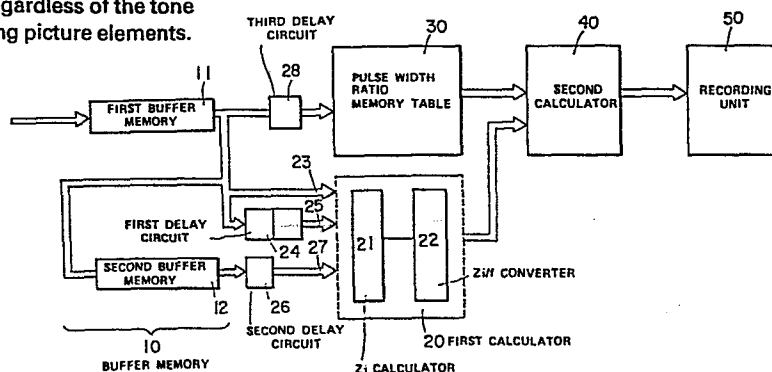 gardless of the tone
ng picture elements.
THIRD DELAY
CIRCUIT
28
30
PULSE WIDTH
RATIO
MEMORY TABLE
40
SECOND
CALCULATOR
50
RECORDING
UNIT
11
FIRST BUFFER
MEMORY
23
FIRST DELAY
CIRCUIT
24
25
21
22
27
SECOND BUFFER
MEMORY
12
26
SECOND DELAY
CIRCUIT
Zi/f CONVERTER
20 FIRST CALCULATOR
Zi CALCULATOR
10
BUFFER MEMORY